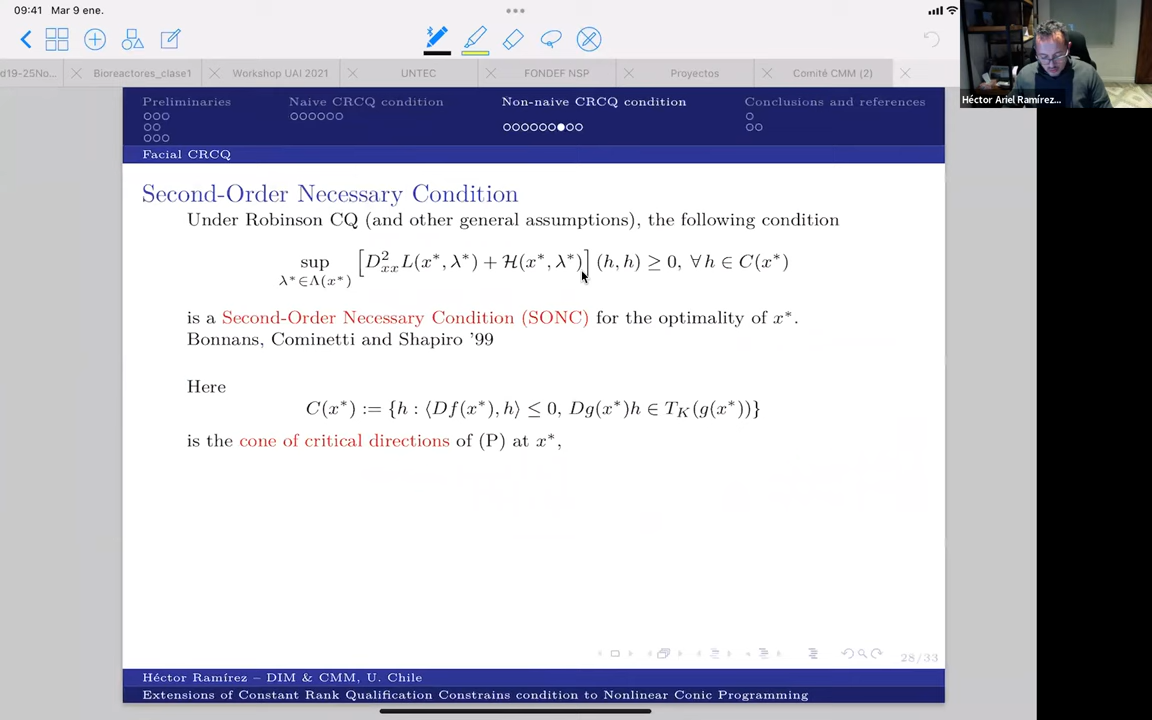 09:41 Mar 9 ene.
d19-25No...
Bioreactores_clase1
Workshop UAI 2021
UNTEC
FONDEF NSP
Proyectos
Comité CMM (2)
Héctor Ariel Ramírez...
Preliminaries
Naive CRCQ condition
Non-naive CRCQ condition
Conclusions and references
Facial CRCQ
Second-Order Necessary Condition
Under Robinson CQ (and other general assumptions), the following condition
sup λ*∈Λ(x*) [D²xx L(x*, λ*) + H(x*, λ*)] (h, h) ≥ 0, ∀ h ∈ C(x*)
is a Second-Order Necessary Condition (SONC) for the optimality of x*.
Bonnans, Cominetti and Shapiro '99
Here
C(x*) := {h : ⟨Df(x*), h⟩ ≤ 0, Dg(x*)h ∈ T_K(g(x*))}
is the cone of critical directions of (P) at x*,
28/33
Héctor Ramírez – DIM & CMM, U. Chile
Extensions of Constant Rank Qualification Constrains condition to Nonlinear Conic Programming